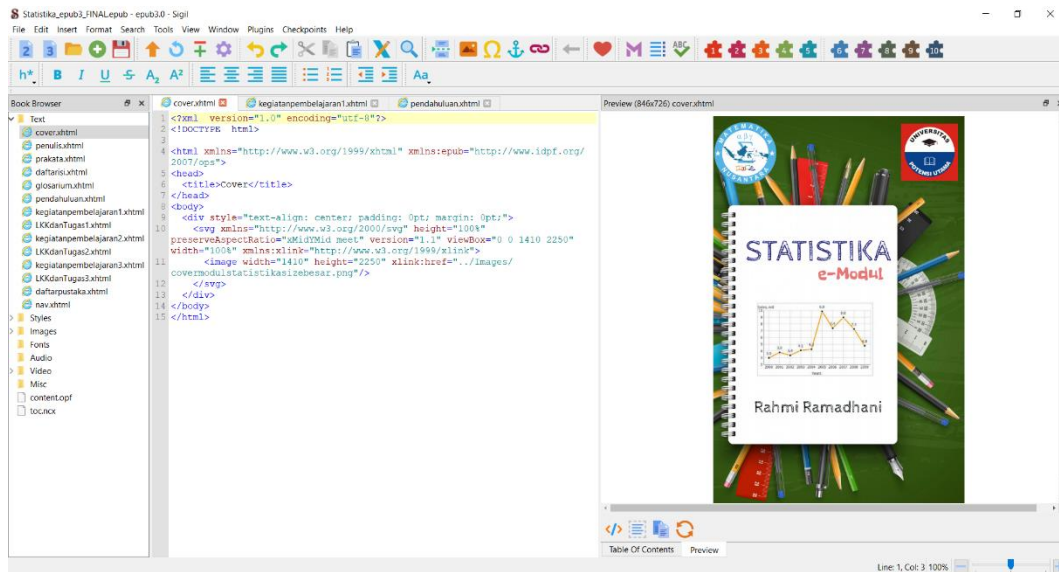 Statistika_epub3_FINAL.epub - epub3.0 - Sigil
File Edit Insert Format Search Tools View Window Plugins Checkpoints Help
h* B I U S A₂ A² Aa
Book Browser
Text
cover.xhtml
penulis.xhtml
prakata.xhtml
daftarisi.xhtml
glosarium.xhtml
pendahuluan.xhtml
kegiatanpembelajaran1.xhtml
LKKdanTugas1.xhtml
kegiatanpembelajaran2.xhtml
LKKdanTugas2.xhtml
kegiatanpembelajaran3.xhtml
LKKdanTugas3.xhtml
daftarpustaka.xhtml
nav.xhtml
Styles
Images
Fonts
Audio
Video
Misc
content.opf
toc.ncx
cover.xhtml kegiatanpembelajaran1.xhtml pendahuluan.xhtml
1 <?xml version="1.0" encoding="utf-8"?>
2 <!DOCTYPE html>
3
4 <html xmlns="http://www.w3.org/1999/xhtml" xmlns:epub="http://www.idpf.org/
2007/ops">
5 <head>
6 <title>Cover</title>
7 </head>
8 <body>
9 <div style="text-align: center; padding: 0pt; margin: 0pt;">
10 <svg xmlns="http://www.w3.org/2000/svg" height="100%"
preserveAspectRatio="xMidYMid meet" version="1.1" viewBox="0 0 1410 2250"
width="100%" xmlns:xlink="http://www.w3.org/1999/xlink">
11 <image width="1410" height="2250" xlink:href="../Images/
covermodulstatistikasizebesar.png"/>
12 </svg>
13 </div>
14 </body>
15 </html>
Preview (846x726) cover.xhtml
MATEMATIKA
NUSANTARA
UNIVERSITAS
POTENSI UTAMA
STATISTIKA
e-Modul
Rahmi Ramadhani
Table Of Contents Preview
Line: 1, Col: 3 100%